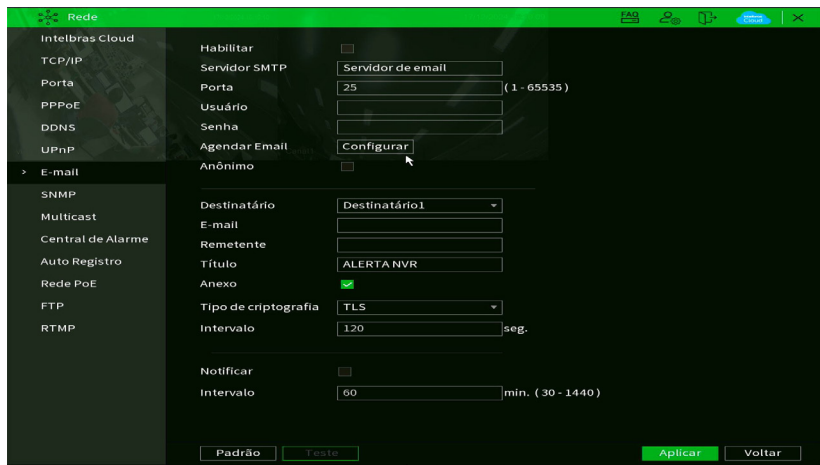 Rede
FAQ
Intelbras Cloud
TCP/IP
Porta
PPPoE
DDNS
UPnP
> E-mail
SNMP
Multicast
Central de Alarme
Auto Registro
Rede PoE
FTP
RTMP
Habilitar
Servidor SMTP Servidor de email
Porta 25 (1 - 65535)
Usuário
Senha
Agendar Email Configurar
Anônimo
Destinatário Destinatário1
E-mail
Remetente
Título ALERTA NVR
Anexo
Tipo de criptografia TLS
Intervalo 120 seg.
Notificar
Intervalo 60 min. (30 - 1440)
Padrão Teste Aplicar Voltar